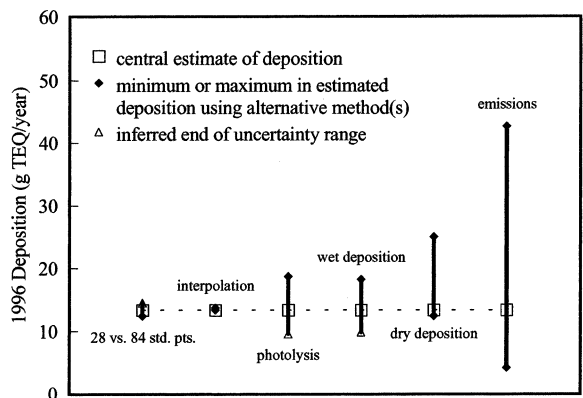 60
50
40
30
20
10
0
1996 Deposition (g TEQ/year)
central estimate of deposition
minimum or maximum in estimated
deposition using alternative method(s)
inferred end of uncertainty range
emissions
wet deposition
interpolation
28 vs. 84 std. pts.
photolysis
dry deposition